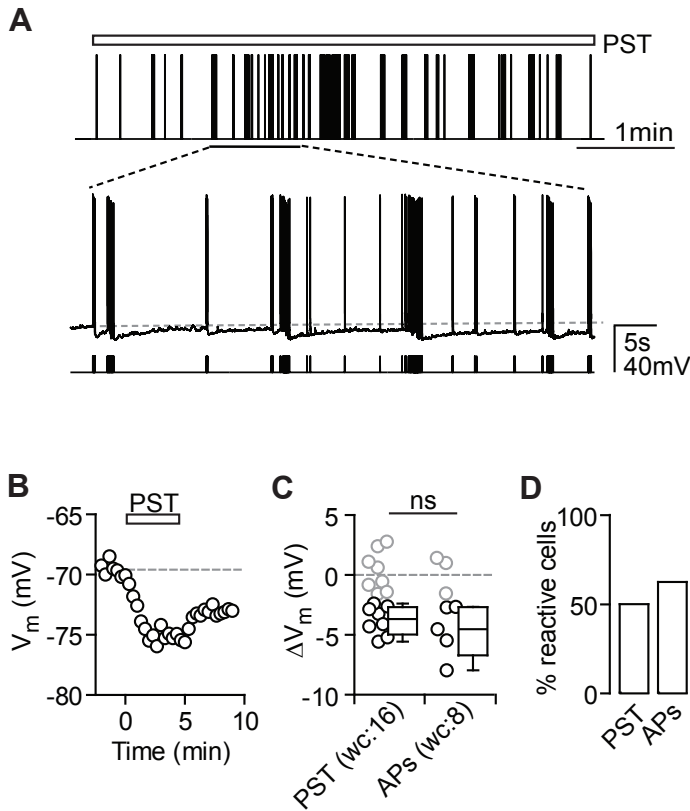 A
PST
1min
5s
40mV
B
PST
-65
-70
-75
-80
Vm (mV)
0
5
10
Time (min)
C
ns
5
0
-5
-10
ΔVm (mV)
PST (wc:16)
APs (wc:8)
D
100
50
0
% reactive cells
PST
APs